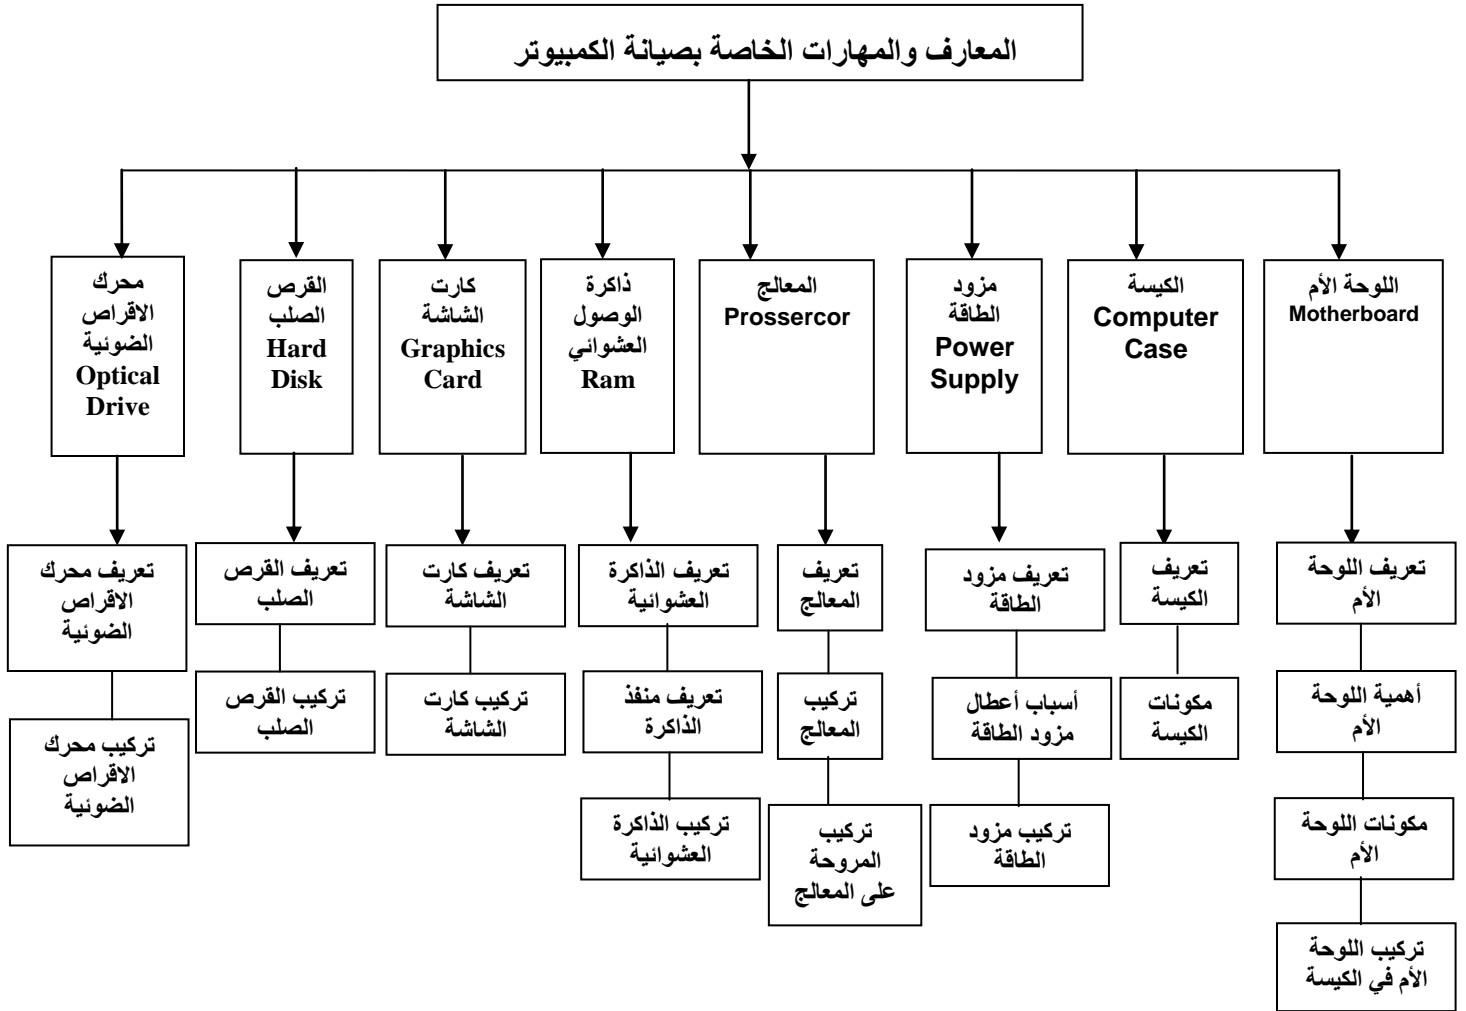 المعارف والمهارات الخاصة بصيانة الكمبيوتر
اللوحة الأم
Motherboard
الكيسة
Computer
Case
مزود
الطاقة
Power
Supply
المعالج
Prossercor
ذاكرة
الوصول
العشوائي
Ram
كارت
الشاشة
Graphics
Card
القرص
الصلب
Hard
Disk
محرك
الاقراص
الضوئية
Optical
Drive
تعريف اللوحة
الأم
أهمية اللوحة
الأم
مكونات اللوحة
الأم
تركيب اللوحة
الأم في الكيسة
تعريف
الكيسة
مكونات
الكيسة
تعريف مزود
الطاقة
أسباب أعطال
مزود الطاقة
تركيب مزود
الطاقة
تعريف
المعالج
تركيب
المعالج
تركيب
المروحة
على المعالج
تعريف الذاكرة
العشوائية
تعريف منفذ
الذاكرة
تركيب الذاكرة
العشوائية
تعريف كارت
الشاشة
تركيب كارت
الشاشة
تعريف القرص
الصلب
تركيب القرص
الصلب
تعريف محرك
الاقراص
الضوئية
تركيب محرك
الاقراص
الضوئية